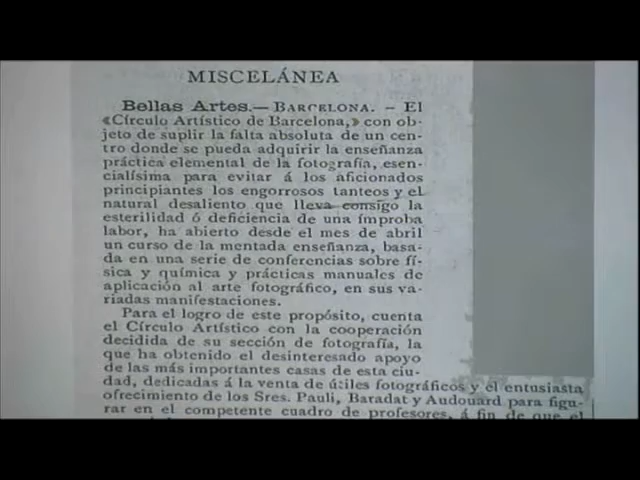 MISCELÁNEA
Bellas Artes.— BARCELONA. – El
«Círculo Artístico de Barcelona,» con ob-
jeto de suplir la falta absoluta de un cen-
tro donde se pueda adquirir la enseñanza
práctica elemental de la fotografía, esen-
cialísima para evitar á los aficionados
principiantes los engorrosos tanteos y el
natural desaliento que lleva consigo la
esterilidad ó deficiencia de una ímproba
labor, ha abierto desde el mes de abril
un curso de la mentada enseñanza, basa-
da en una serie de conferencias sobre fí-
sica y química y prácticas manuales de
aplicación al arte fotográfico, en sus va-
riadas manifestaciones.
Para el logro de este propósito, cuenta
el Círculo Artístico con la cooperación
decidida de su sección de fotografía, la
que ha obtenido el desinteresado apoyo
de las más importantes casas de esta ciu-
dad, dedicadas á la venta de útiles fotográficos y el entusiasta
ofrecimiento de los Sres. Pauli, Baradat y Audouard para figu-
rar en el competente cuadro de profesores, á fin de que el